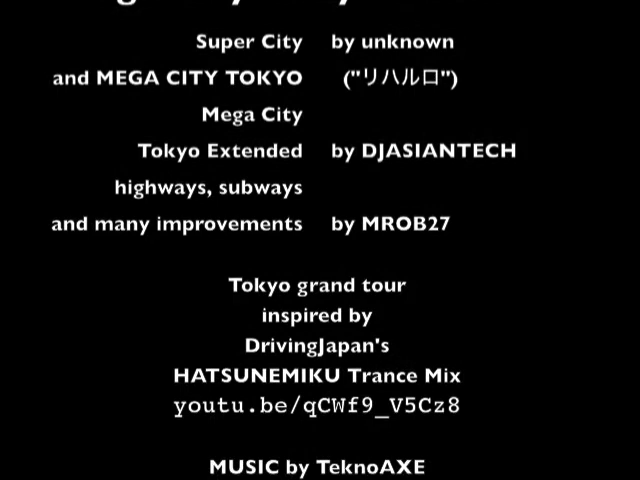 Super City by unknown
and MEGA CITY TOKYO ("リハルロ")
Mega City
Tokyo Extended by DJASIANTECH
highways, subways
and many improvements by MROB27
Tokyo grand tour
inspired by
DrivingJapan's
HATSUNEMIKU Trance Mix
youtu.be/qCWf9_V5Cz8
MUSIC by TeknoAXE